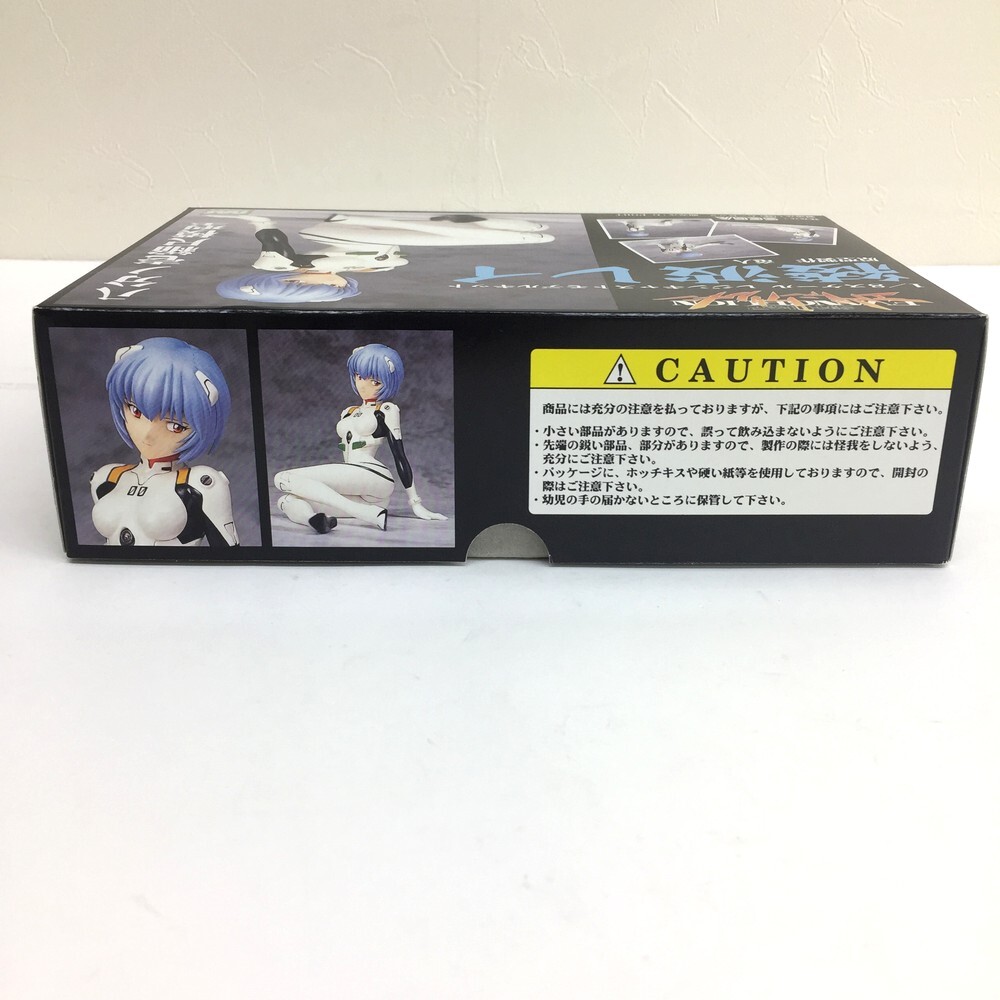 綾波レイ
CAUTION
商品には充分の注意を払っておりますが、下記の事項にはご注意下さい。
・小さい部品がありますので、誤って飲み込まないようにご注意下さい。
・先端の鋭い部品、部分がありますので、製作の際には怪我をしないよう、
充分にご注意下さい。
・パッケージに、ホッチキスや硬い紙等を使用しておりますので、開封の
際はご注意下さい。
・幼児の手の届かないところに保管して下さい。
00